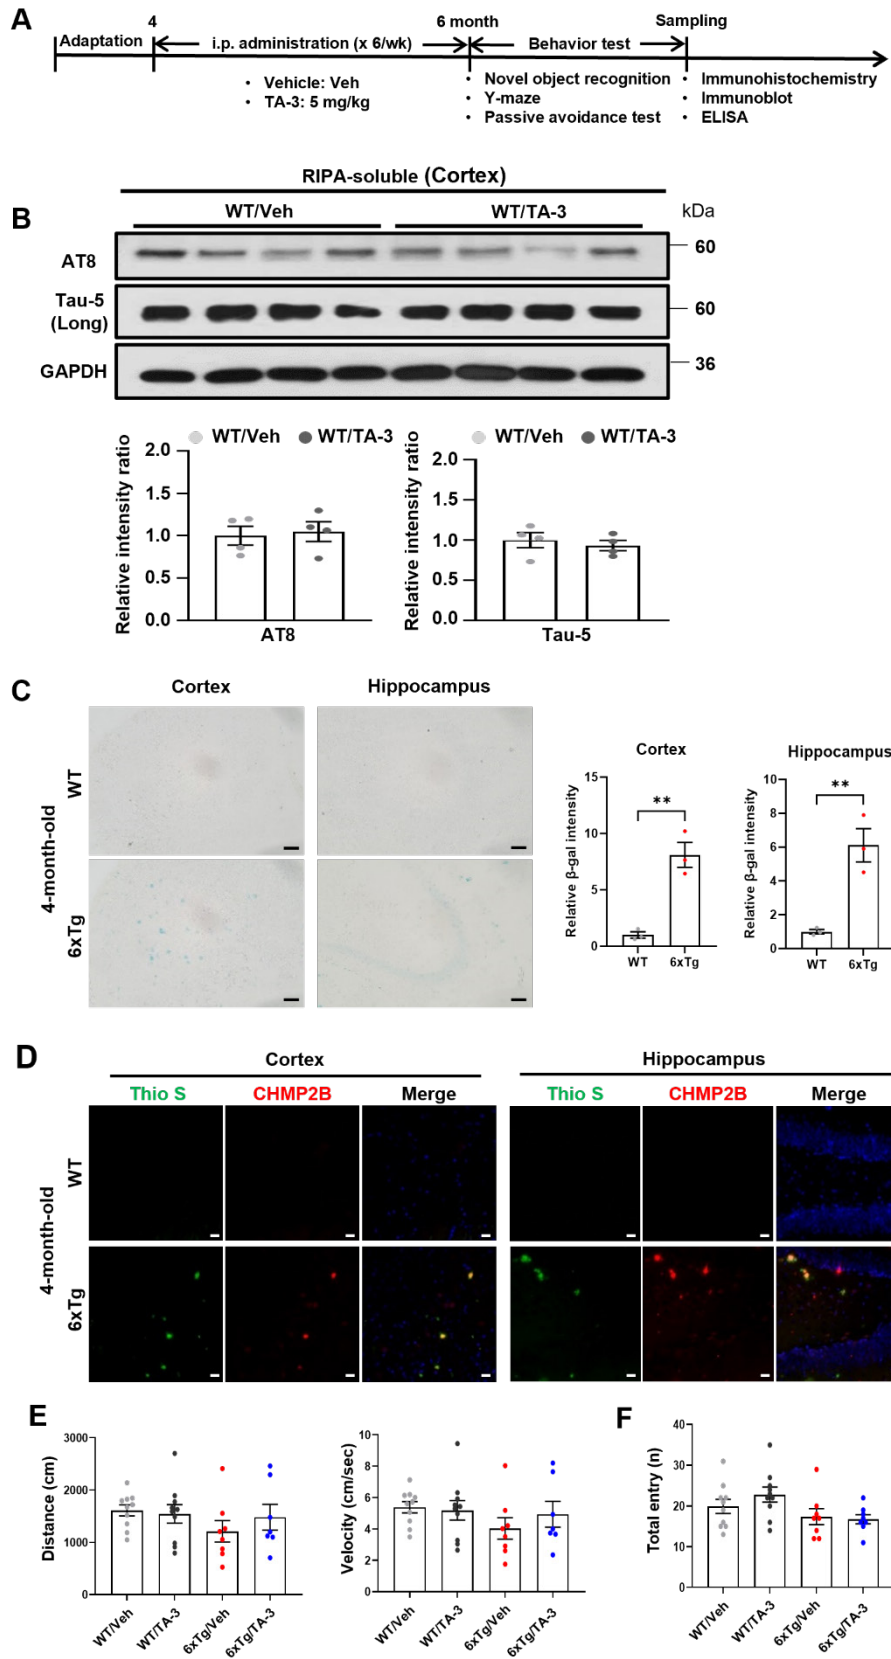 A
4
6 month
Sampling
Adaptation
i.p. administration (x 6/wk)
Behavior test
• Vehicle: Veh
• TA-3: 5 mg/kg
• Novel object recognition
• Y-maze
• Passive avoidance test
• Immunohistochemistry
• Immunoblot
• ELISA
B
RIPA-soluble (Cortex)
WT/Veh
WT/TA-3
kDa
AT8
60
Tau-5
(Long)
60
GAPDH
36
WT/Veh
WT/TA-3
Relative intensity ratio
2.0
1.5
1.0
0.5
0.0
AT8
WT/Veh
WT/TA-3
Relative intensity ratio
2.0
1.5
1.0
0.5
0.0
Tau-5
C
Cortex
Hippocampus
4-month-old
WT
6xTg
Cortex
Relative β-gal intensity
15
10
5
0
**
WT
6xTg
Hippocampus
Relative β-gal intensity
10
8
6
4
2
0
**
WT
6xTg
D
Cortex
Hippocampus
Thio S
CHMP2B
Merge
Thio S
CHMP2B
Merge
4-month-old
WT
6xTg
E
Distance (cm)
3000
2000
1000
0
WT/Veh
WT/TA-3
6xTg/Veh
6xTg/TA-3
Velocity (cm/sec)
10
8
6
4
2
0
WT/Veh
WT/TA-3
6xTg/Veh
6xTg/TA-3
F
Total entry (n)
40
30
20
10
0
WT/Veh
WT/TA-3
6xTg/Veh
6xTg/TA-3